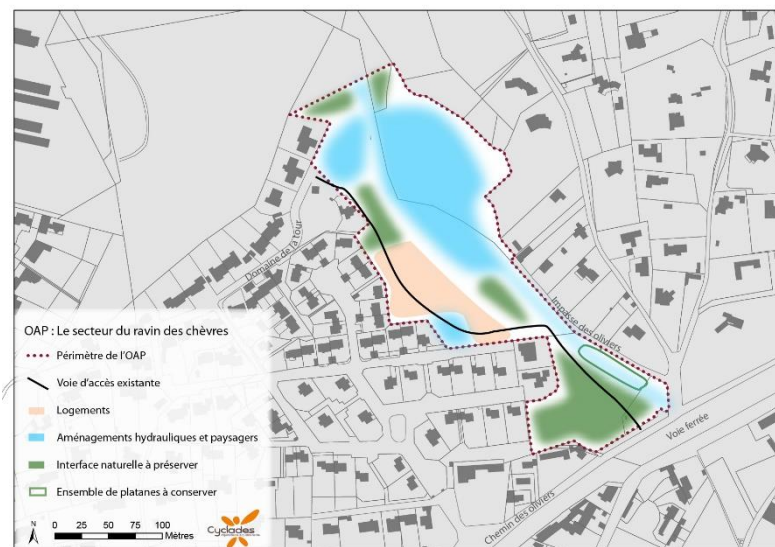 Domaine de la tour
Impasse des oliviers
Voie ferrée
Chemin des oliviers
OAP : Le secteur du ravin des chèvres
Périmètre de l'OAP
Voie d'accès existante
Logements
Aménagements hydrauliques et paysagers
Interface naturelle à préserver
Ensemble de platanes à conserver
N
0 25 50 75 100
Mètres
Cyclades